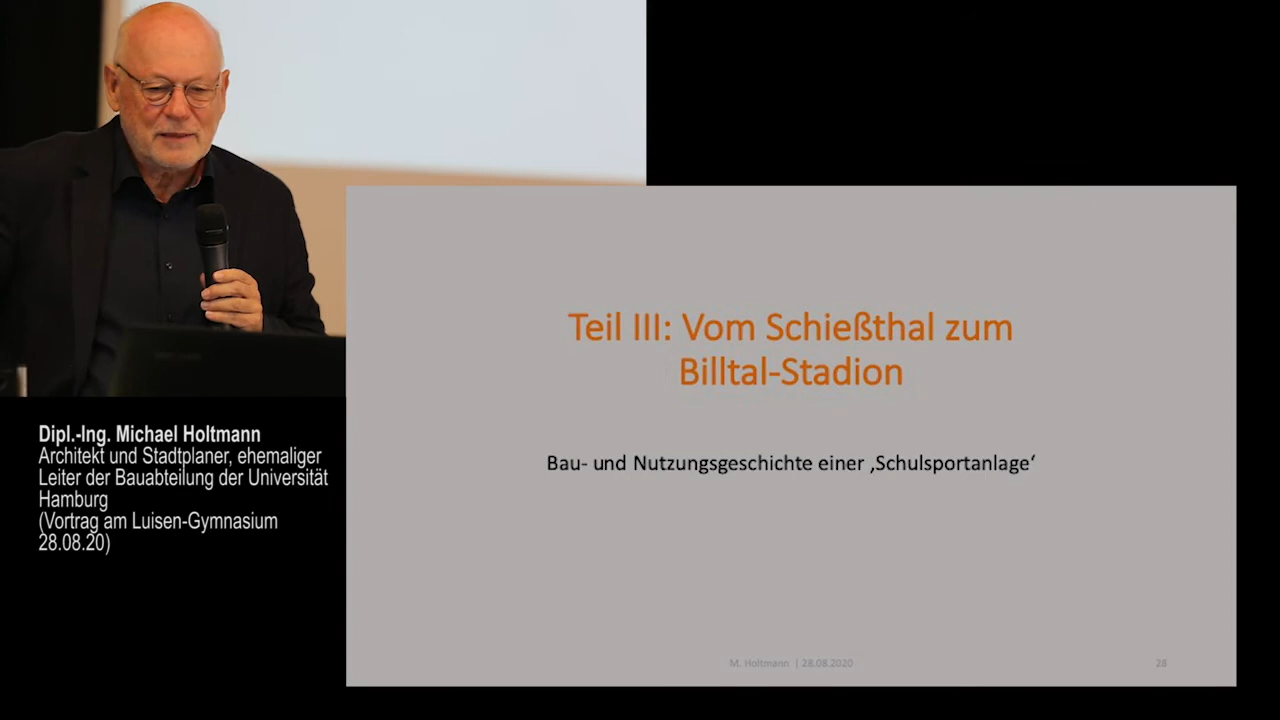 Teil III: Vom Schießthal zum
Billtal-Stadion
Bau- und Nutzungsgeschichte einer ‚Schulsportanlage‘
M. Holtmann | 28.08.2020
28
Dipl.-Ing. Michael Holtmann
Architekt und Stadtplaner, ehemaliger
Leiter der Bauabteilung der Universität
Hamburg
(Vortrag am Luisen-Gymnasium
28.08.20)